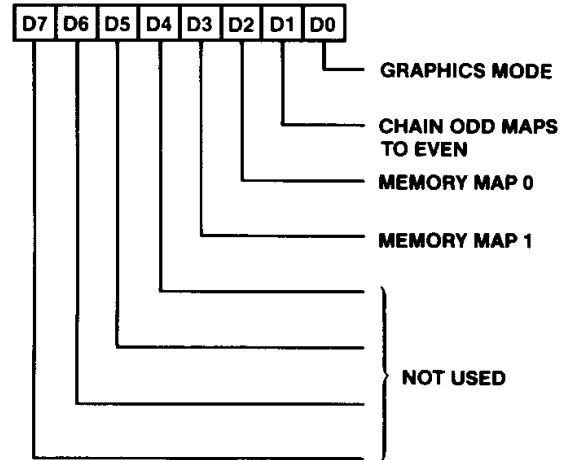 D7 D6 D5 D4 D3 D2 D1 D0
GRAPHICS MODE
CHAIN ODD MAPS
TO EVEN
MEMORY MAP 0
MEMORY MAP 1
NOT USED